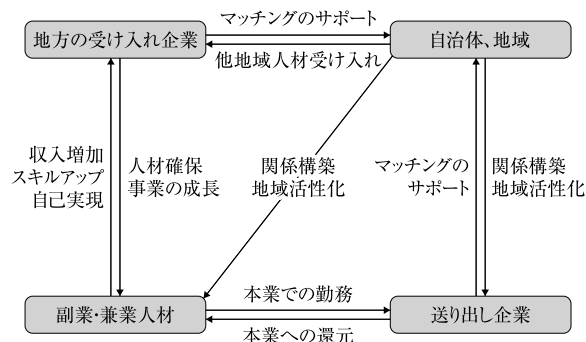 マッチングのサポート
地方の受け入れ企業
自治体、地域
他地域人材受け入れ
収入増加
スキルアップ
自己実現
人材確保
事業の成長
関係構築
地域活性化
マッチングの
サポート
関係構築
地域活性化
本業での勤務
副業・兼業人材
送り出し企業
本業への還元